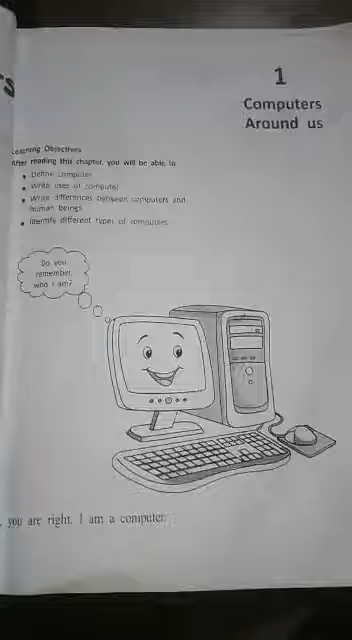 1
Computers
Around us
Learning Objectives
After reading this chapter, you will be able to
• Define computer
• Write uses of computer
• Write differences between computers and
human beings
• Identify different types of computers
Do you
remember,
who I am?
, you are right. I am a computer.